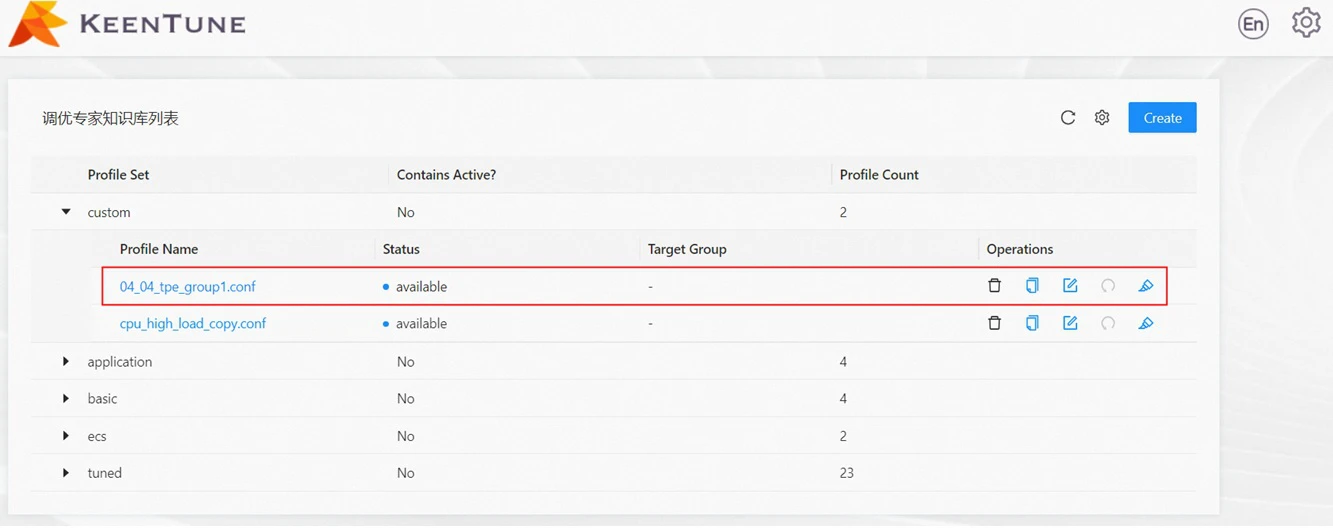 KEENTUNE
En
调优专家知识库列表
Create
Profile Set Contains Active? Profile Count
custom No 2
Profile Name Status Target Group Operations
04_04_tpe_group1.conf available -
cpu_high_load_copy.conf available -
application No 4
basic No 4
ecs No 2
tuned No 23